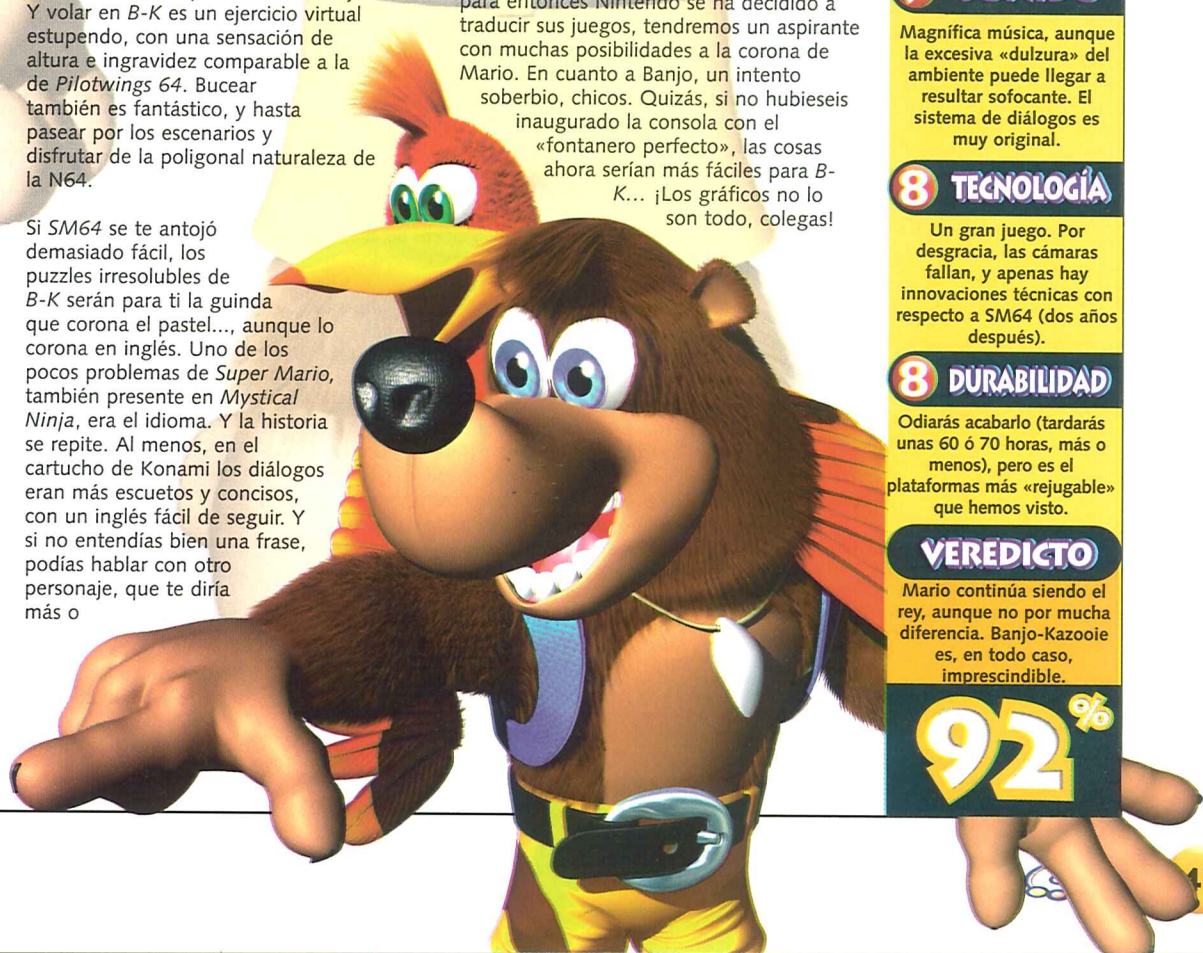 Y volar en B-K es un ejercicio virtual
estupendo, con una sensación de
altura e ingravidez comparable a la
de Pilotwings 64. Bucear
también es fantástico, y hasta
pasear por los escenarios y
disfrutar de la poligonal naturaleza de
la N64.
Si SM64 se te antojó
demasiado fácil, los
puzzles irresolubles de
B-K serán para ti la guinda
que corona el pastel..., aunque lo
corona en inglés. Uno de los
pocos problemas de Super Mario,
también presente en Mystical
Ninja, era el idioma. Y la historia
se repite. Al menos, en el
cartucho de Konami los diálogos
eran más escuetos y concisos,
con un inglés fácil de seguir. Y
si no entendías bien una frase,
podías hablar con otro
personaje, que te diría
más o
para entonces Nintendo se ha decidido a
traducir sus juegos, tendremos un aspirante
con muchas posibilidades a la corona de
Mario. En cuanto a Banjo, un intento
soberbio, chicos. Quizás, si no hubieseis
inaugurado la consola con el
«fontanero perfecto», las cosas
ahora serían más fáciles para B-
K... ¡Los gráficos no lo
son todo, colegas!
Magnífica música, aunque
la excesiva «dulzura» del
ambiente puede llegar a
resultar sofocante. El
sistema de diálogos es
muy original.
8 TECNOLOGÍA
Un gran juego. Por
desgracia, las cámaras
fallan, y apenas hay
innovaciones técnicas con
respecto a SM64 (dos años
después).
8 DURABILIDAD
Odiarás acabarlo (tardarás
unas 60 ó 70 horas, más o
menos), pero es el
plataformas más «rejugable»
que hemos visto.
VEREDICTO
Mario continúa siendo el
rey, aunque no por mucha
diferencia. Banjo-Kazooie
es, en todo caso,
imprescindible.
92%